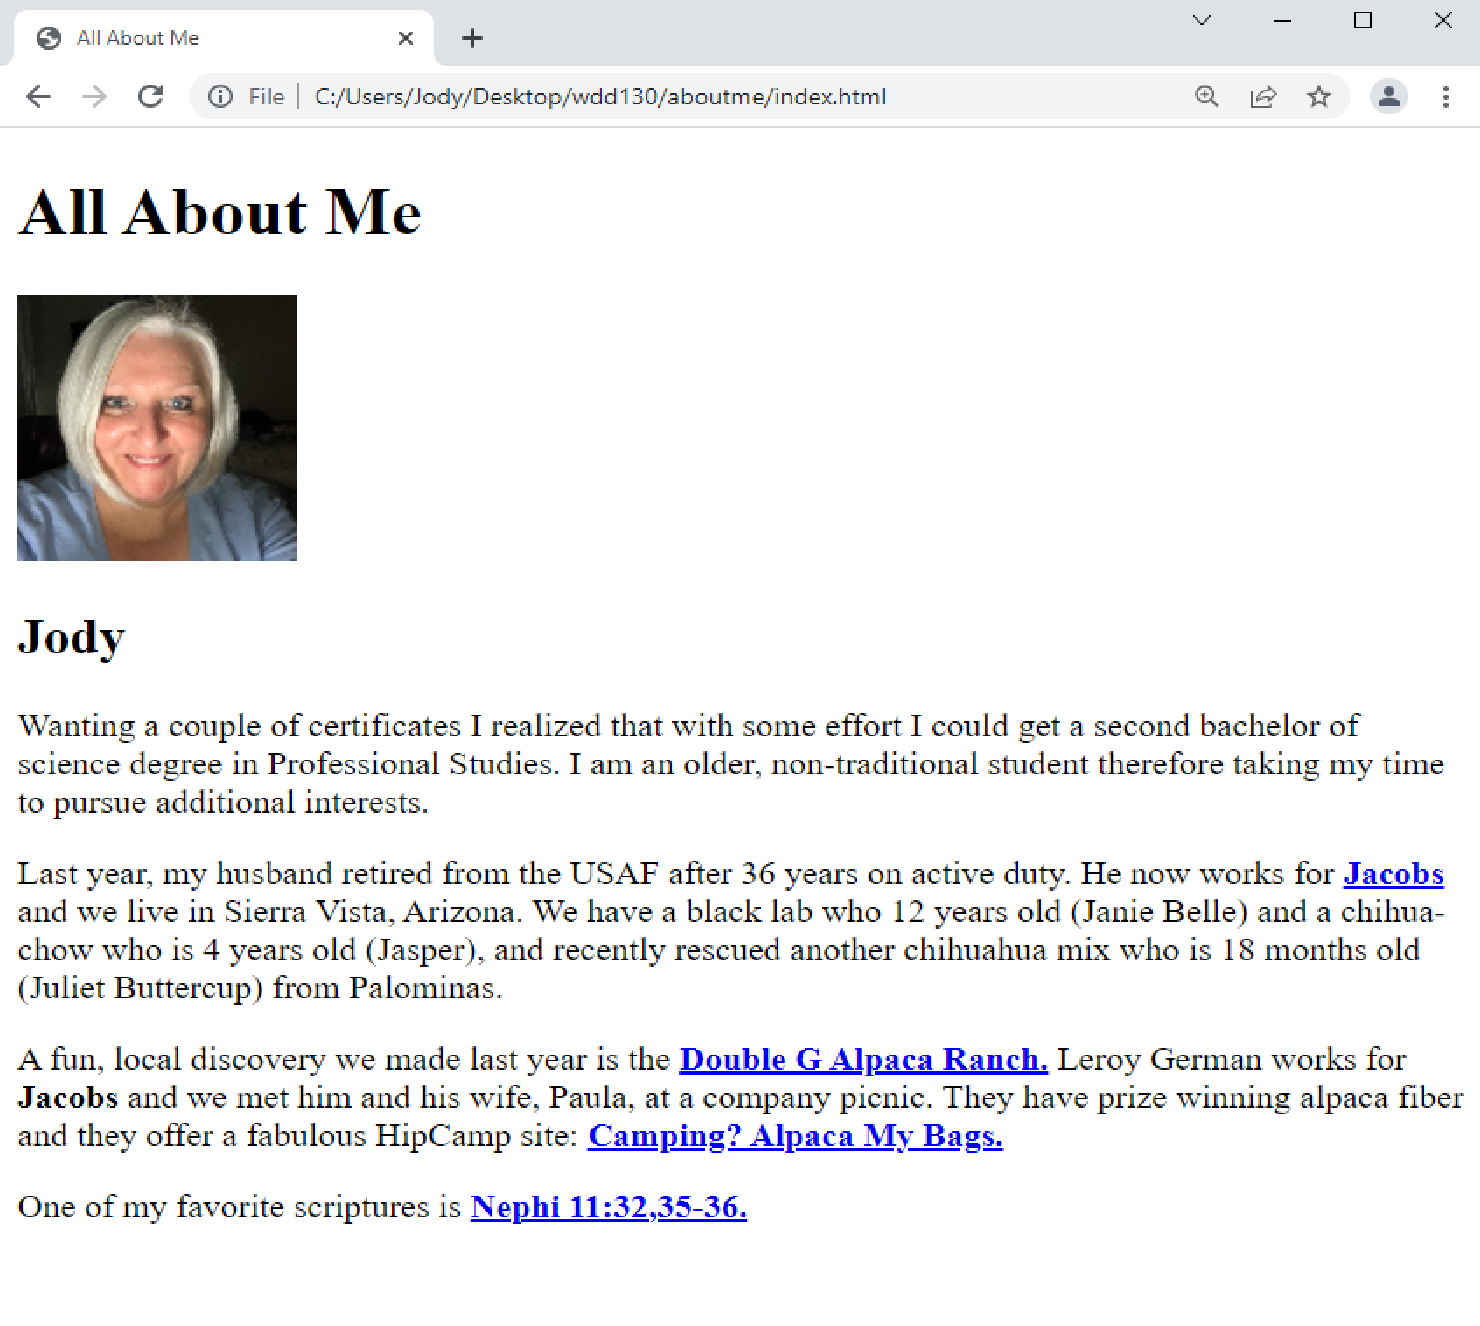 All About Me
File | C:/Users/Jody/Desktop/wdd130/aboutme/index.html
All About Me
Jody
Wanting a couple of certificates I realized that with some effort I could get a second bachelor of
science degree in Professional Studies. I am an older, non-traditional student therefore taking my time
to pursue additional interests.
Last year, my husband retired from the USAF after 36 years on active duty. He now works for Jacobs
and we live in Sierra Vista, Arizona. We have a black lab who 12 years old (Janie Belle) and a chihua-
chow who is 4 years old (Jasper), and recently rescued another chihuahua mix who is 18 months old
(Juliet Buttercup) from Palominas.
A fun, local discovery we made last year is the Double G Alpaca Ranch. Leroy German works for
Jacobs and we met him and his wife, Paula, at a company picnic. They have prize winning alpaca fiber
and they offer a fabulous HipCamp site: Camping? Alpaca My Bags.
One of my favorite scriptures is Nephi 11:32,35-36.